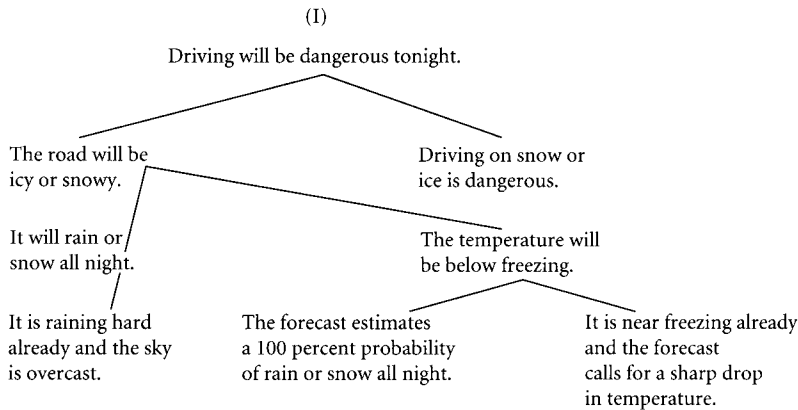 (I)
Driving will be dangerous tonight.
The road will be
icy or snowy.
Driving on snow or
ice is dangerous.
It will rain or
snow all night.
The temperature will
be below freezing.
It is raining hard
already and the sky
is overcast.
The forecast estimates
a 100 percent probability
of rain or snow all night.
It is near freezing already
and the forecast
calls for a sharp drop
in temperature.